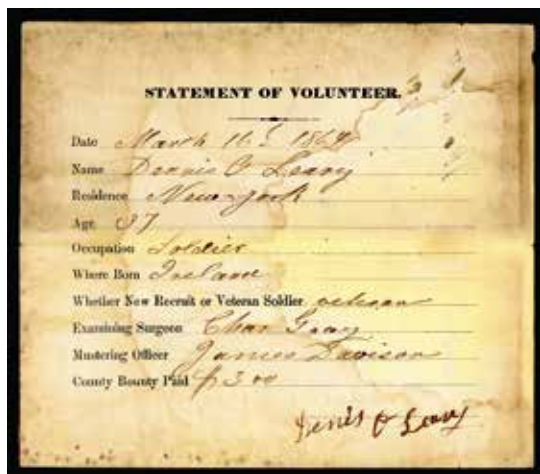 STATEMENT OF VOLUNTEER.
Date March 16 1864
Name Dennis O Leary
Residence New-York
Age 37
Occupation Soldier
Where Born Ireland
Whether New Recruit or Veteran Soldier veteran
Examining Surgeon Chas Gray
Mustering Officer James Davison
County Bounty Paid $300
Denis O Leary